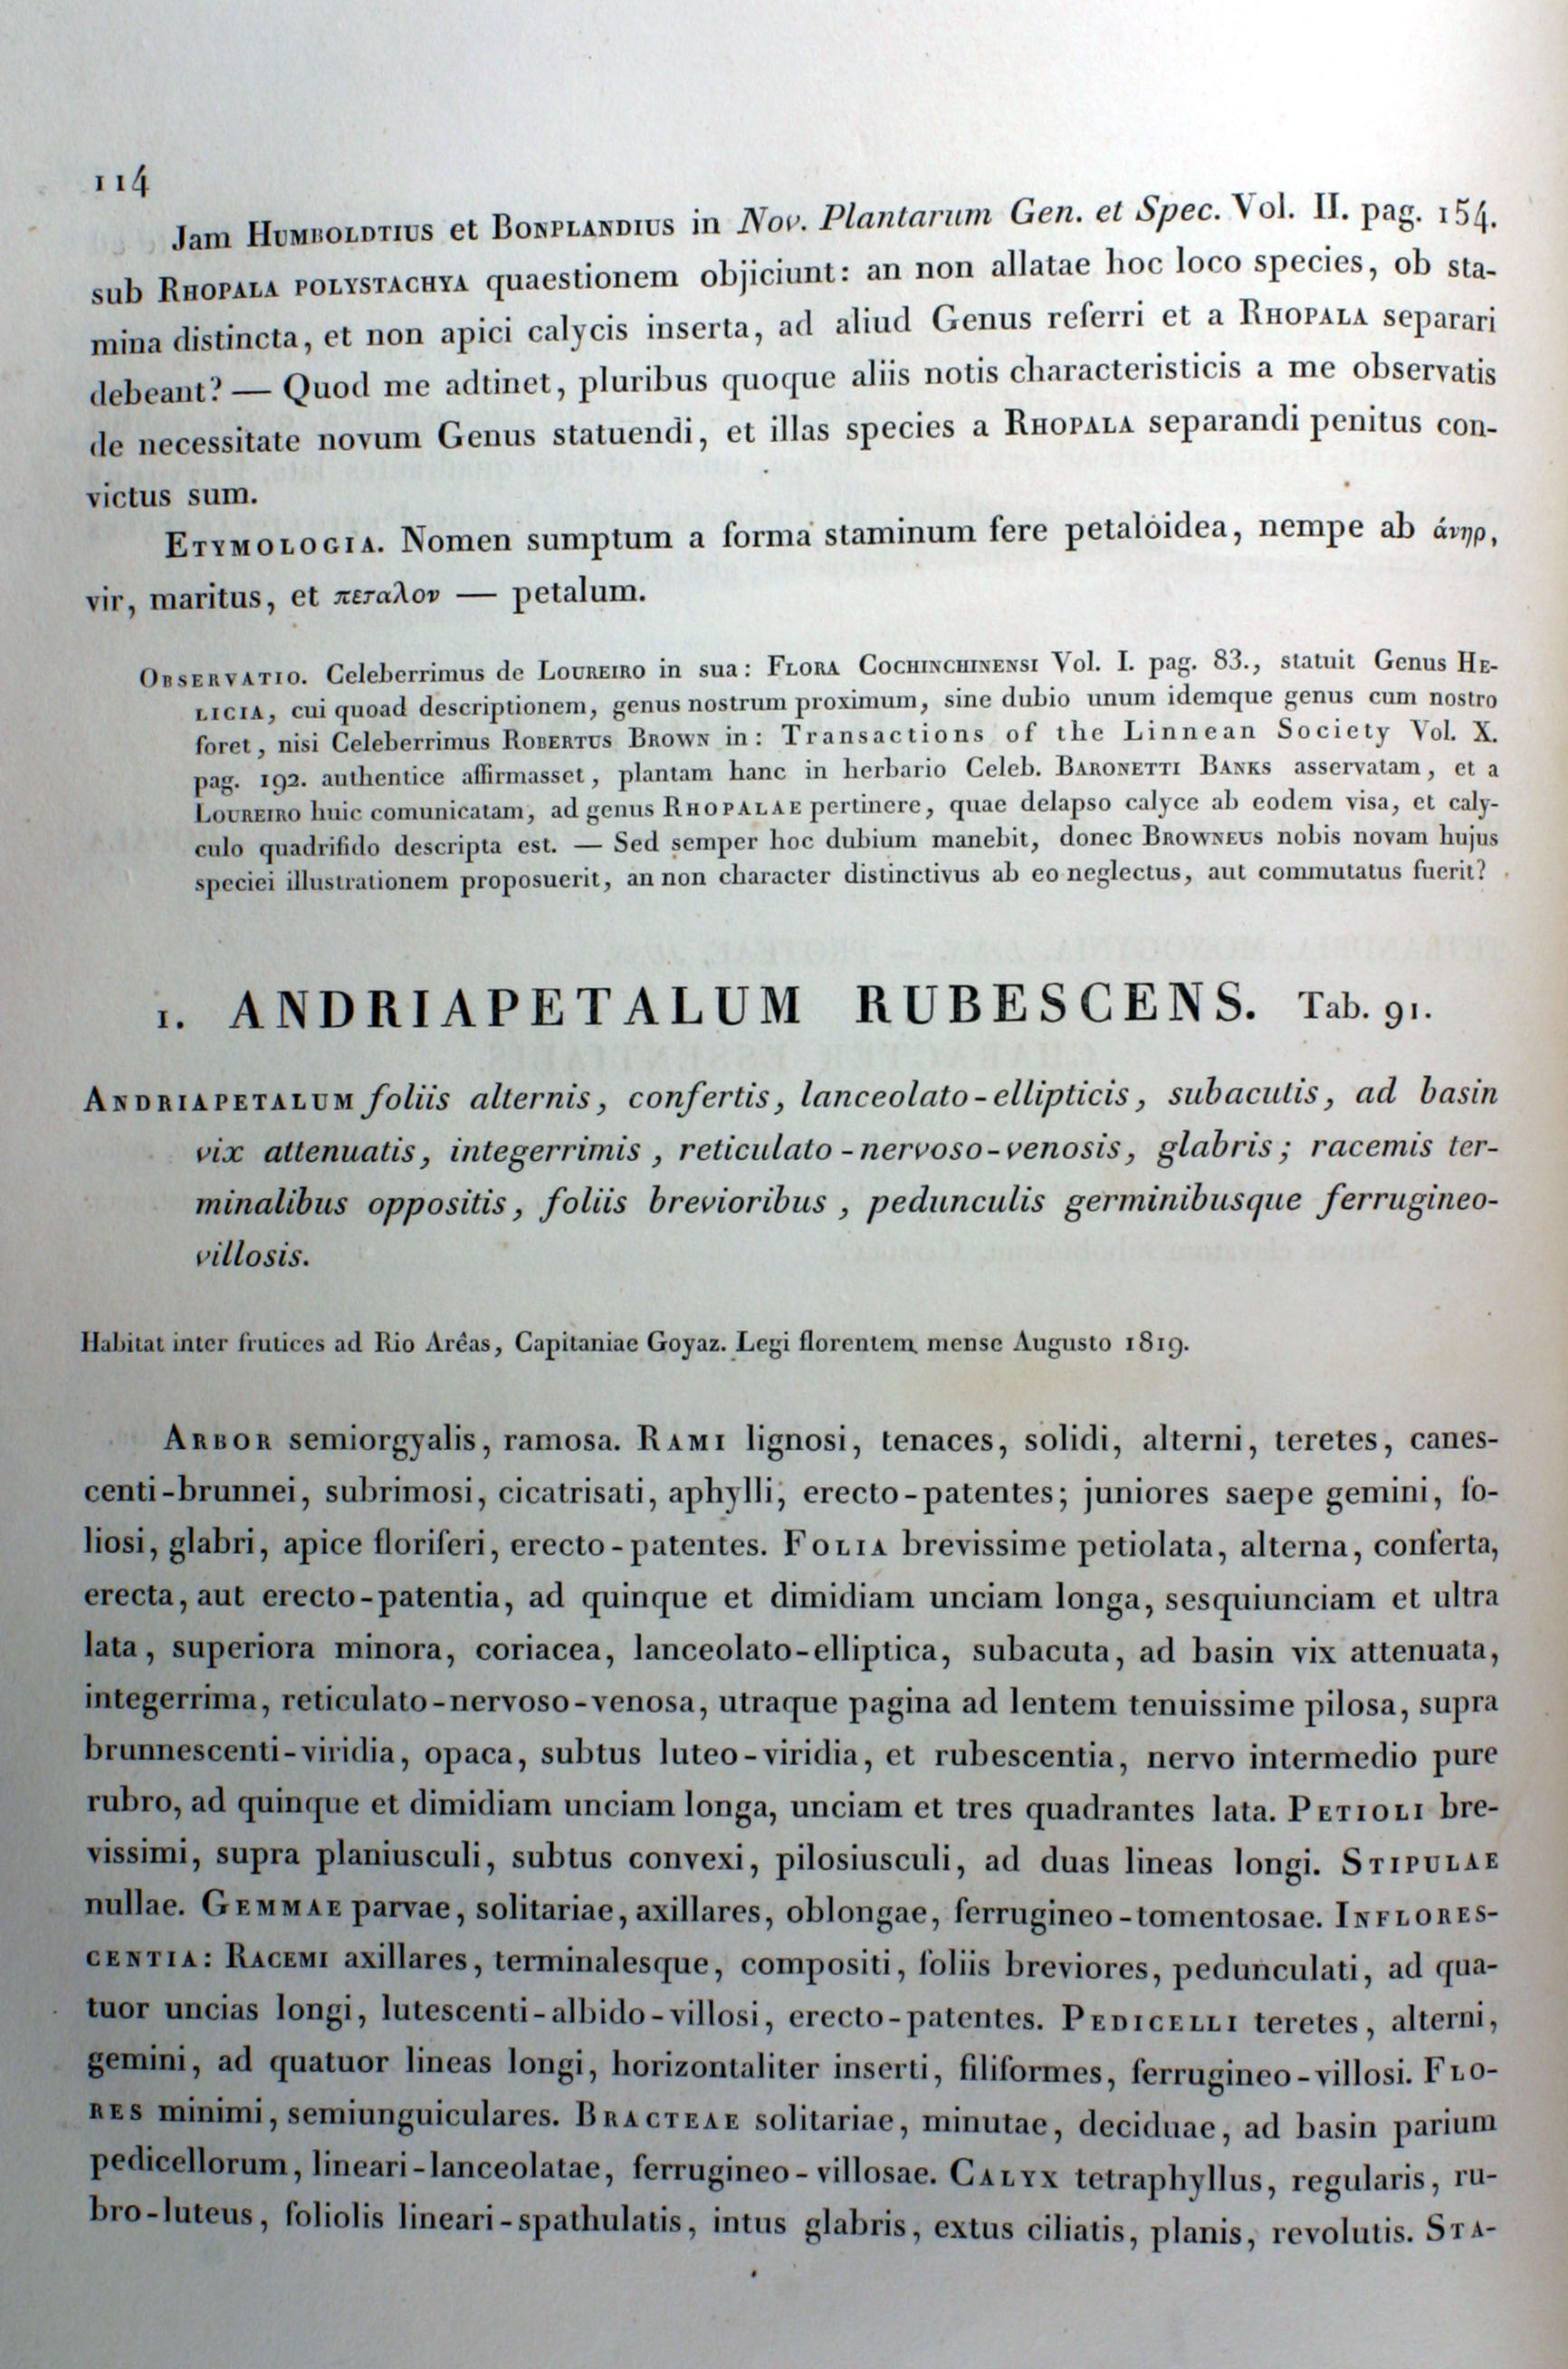 114
Jam Humboldtius et Bonplandius in Nov. Plantarum Gen. et Spec. Vol. II. pag. 154.
sub Rhopala polystachya quaestionem objiciunt: an non allatae hoc loco species, ob sta-
mina distincta, et non apici calycis inserta, ad aliud Genus referri et a Rhopala separari
debeant? — Quod me adtinet, pluribus quoque aliis notis characteristicis a me observatis
de necessitate novum Genus statuendi, et illas species a Rhopala separandi penitus con-
victus sum.
Etymologia. Nomen sumptum a forma staminum fere petaloidea, nempe ab άνηρ,
vir, maritus, et πεταλον — petalum.
Observatio. Celeberrimus de Loureiro in sua: Flora Cochinchinensi Vol. I. pag. 83., statuit Genus He-
licia, cui quoad descriptionem, genus nostrum proximum, sine dubio unum idemque genus cum nostro
foret, nisi Celeberrimus Robertus Brown in: Transactions of the Linnean Society Vol. X.
pag. 192. authentice affirmasset, plantam hanc in herbario Celeb. Baronetti Banks asservatam, et a
Loureiro huic comunicatam, ad genus Rhopalae pertinere, quae delapso calyce ab eodem visa, et caly-
culo quadrifido descripta est. — Sed semper hoc dubium manebit, donec Browneus nobis novam hujus
speciei illustrationem proposuerit, an non character distinctivus ab eo neglectus, aut commutatus fuerit?
1. ANDRIAPETALUM RUBESCENS. Tab. 91.
Andriapetalum foliis alternis, confertis, lanceolato-ellipticis, subacutis, ad basin
vix attenuatis, integerrimis, reticulato-nervoso-venosis, glabris; racemis ter-
minalibus oppositis, foliis brevioribus, pedunculis germinibusque ferrugineo-
villosis.
Habitat inter frutices ad Rio Arêas, Capitaniae Goyaz. Legi florentem mense Augusto 1819.
Arbor semiorgyalis, ramosa. Rami lignosi, tenaces, solidi, alterni, teretes, canes-
centi-brunnei, subrimosi, cicatrisati, aphylli, erecto-patentes; juniores saepe gemini, fo-
liosi, glabri, apice floriferi, erecto-patentes. Folia brevissime petiolata, alterna, conferta,
erecta, aut erecto-patentia, ad quinque et dimidiam unciam longa, sesquiunciam et ultra
lata, superiora minora, coriacea, lanceolato-elliptica, subacuta, ad basin vix attenuata,
integerrima, reticulato-nervoso-venosa, utraque pagina ad lentem tenuissime pilosa, supra
brunnescenti-viridia, opaca, subtus luteo-viridia, et rubescentia, nervo intermedio pure
rubro, ad quinque et dimidiam unciam longa, unciam et tres quadrantes lata. Petioli bre-
vissimi, supra planiusculi, subtus convexi, pilosiusculi, ad duas lineas longi. Stipulae
nullae. Gemmae parvae, solitariae, axillares, oblongae, ferrugineo-tomentosae. Inflores-
centia: Racemi axillares, terminalesque, compositi, foliis breviores, pedunculati, ad qua-
tuor uncias longi, lutescenti-albido-villosi, erecto-patentes. Pedicelli teretes, alterni,
gemini, ad quatuor lineas longi, horizontaliter inserti, filiformes, ferrugineo-villosi. Flo-
res minimi, semiunguiculares. Bracteae solitariae, minutae, deciduae, ad basin parium
pedicellorum, lineari-lanceolatae, ferrugineo-villosae. Calyx tetraphyllus, regularis, ru-
bro-luteus, foliolis lineari-spathulatis, intus glabris, extus ciliatis, planis, revolutis. Sta-